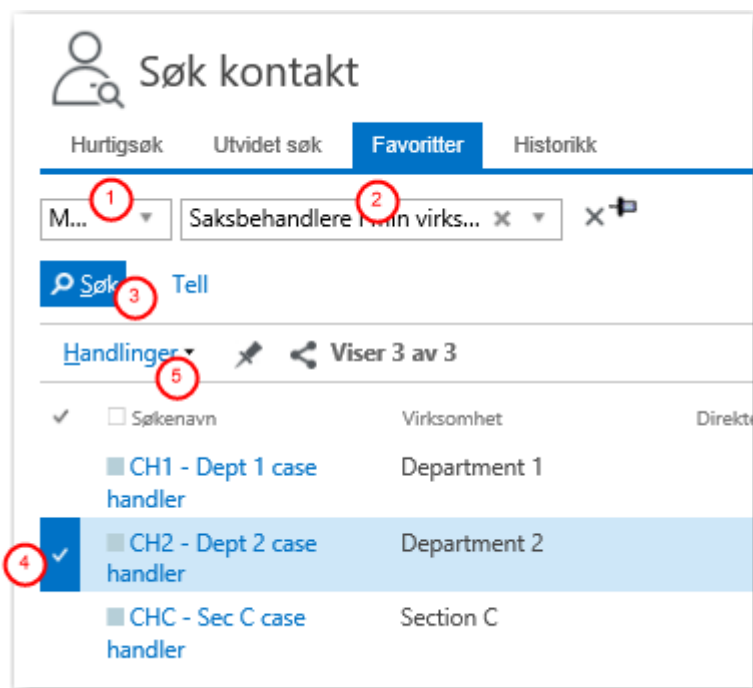 Søk kontakt
Hurtigsøk Utvidet søk Favoritter Historikk
1 2
M... Saksbehandlere i min virks...
Søk 3 Tell
Handlinger Viser 3 av 3
5
Søkenavn Virksomhet Direkte
CH1 - Dept 1 case Department 1
handler
CH2 - Dept 2 case Department 2
4 handler
CHC - Sec C case Section C
handler